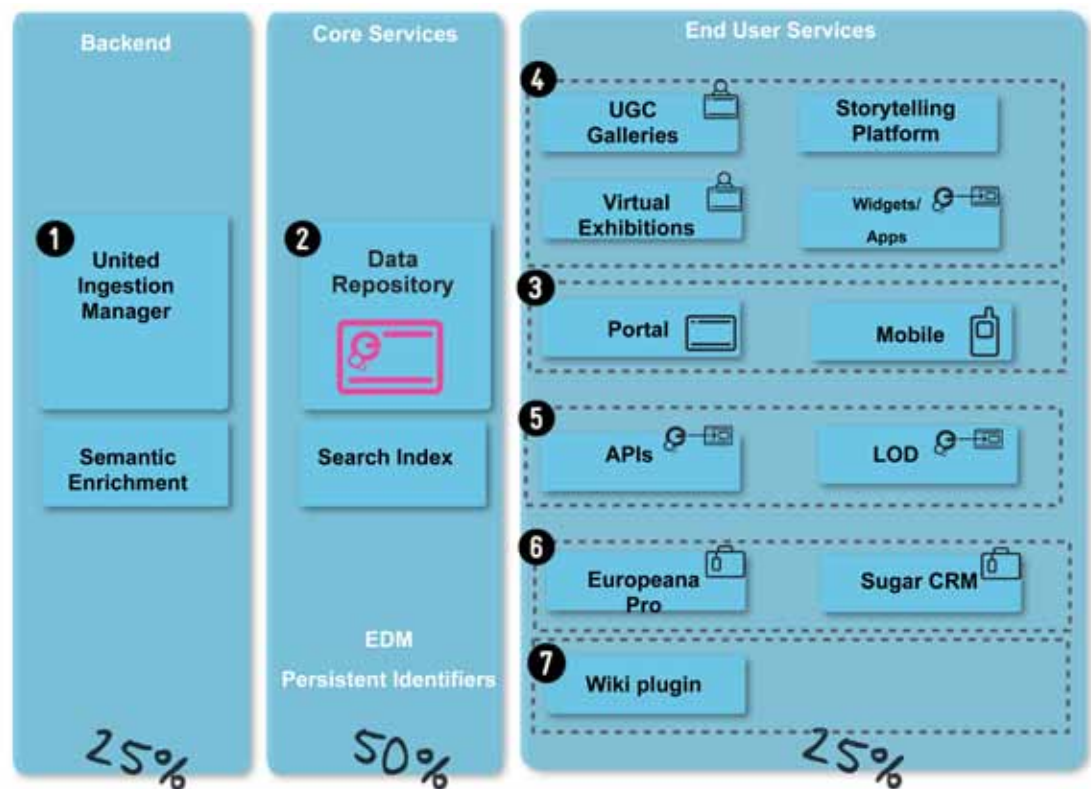 Backend
1
United
Ingestion
Manager
Semantic
Enrichment
25%
Core Services
2
Data
Repository
Search Index
EDM
Persistent Identifiers
50%
End User Services
4
UGC
Galleries
Storytelling
Platform
Virtual
Exhibitions
Widgets/
Apps
3
Portal
Mobile
5
APIs
LOD
6
Europeana
Pro
Sugar CRM
7
Wiki plugin
25%